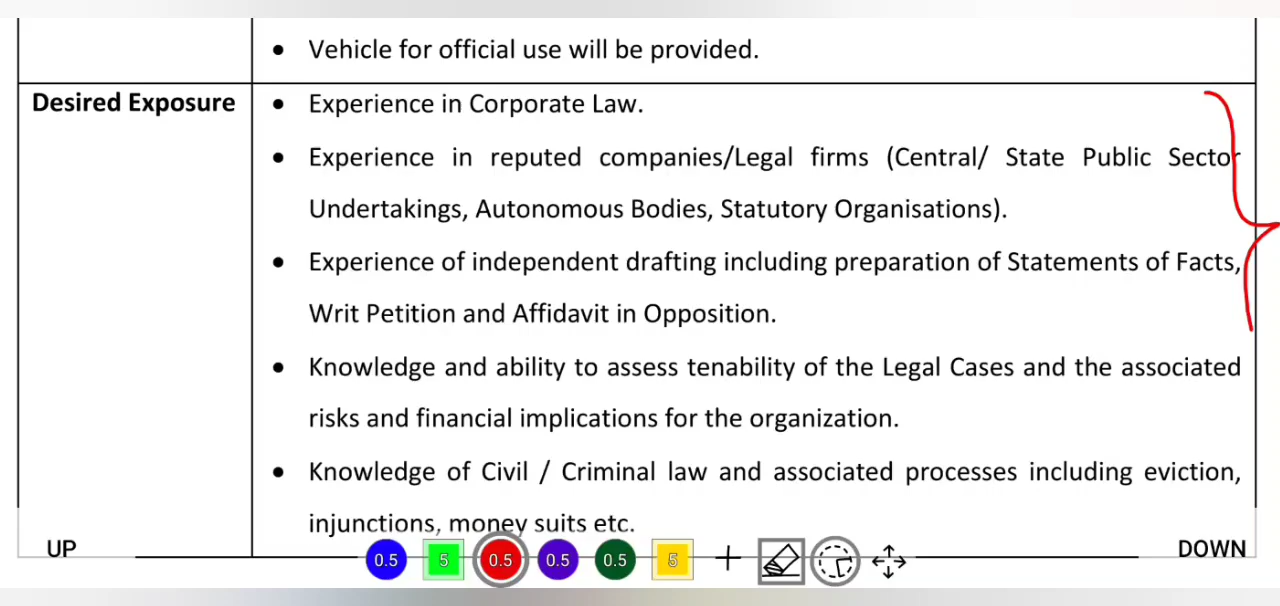 • Vehicle for official use will be provided.
Desired Exposure
• Experience in Corporate Law.
• Experience in reputed companies/Legal firms (Central/ State Public Sector
Undertakings, Autonomous Bodies, Statutory Organisations).
• Experience of independent drafting including preparation of Statements of Facts,
Writ Petition and Affidavit in Opposition.
• Knowledge and ability to assess tenability of the Legal Cases and the associated
risks and financial implications for the organization.
• Knowledge of Civil / Criminal law and associated processes including eviction,
injunctions, money suits etc.
UP
0.5 5 0.5 0.5 0.5 5
DOWN